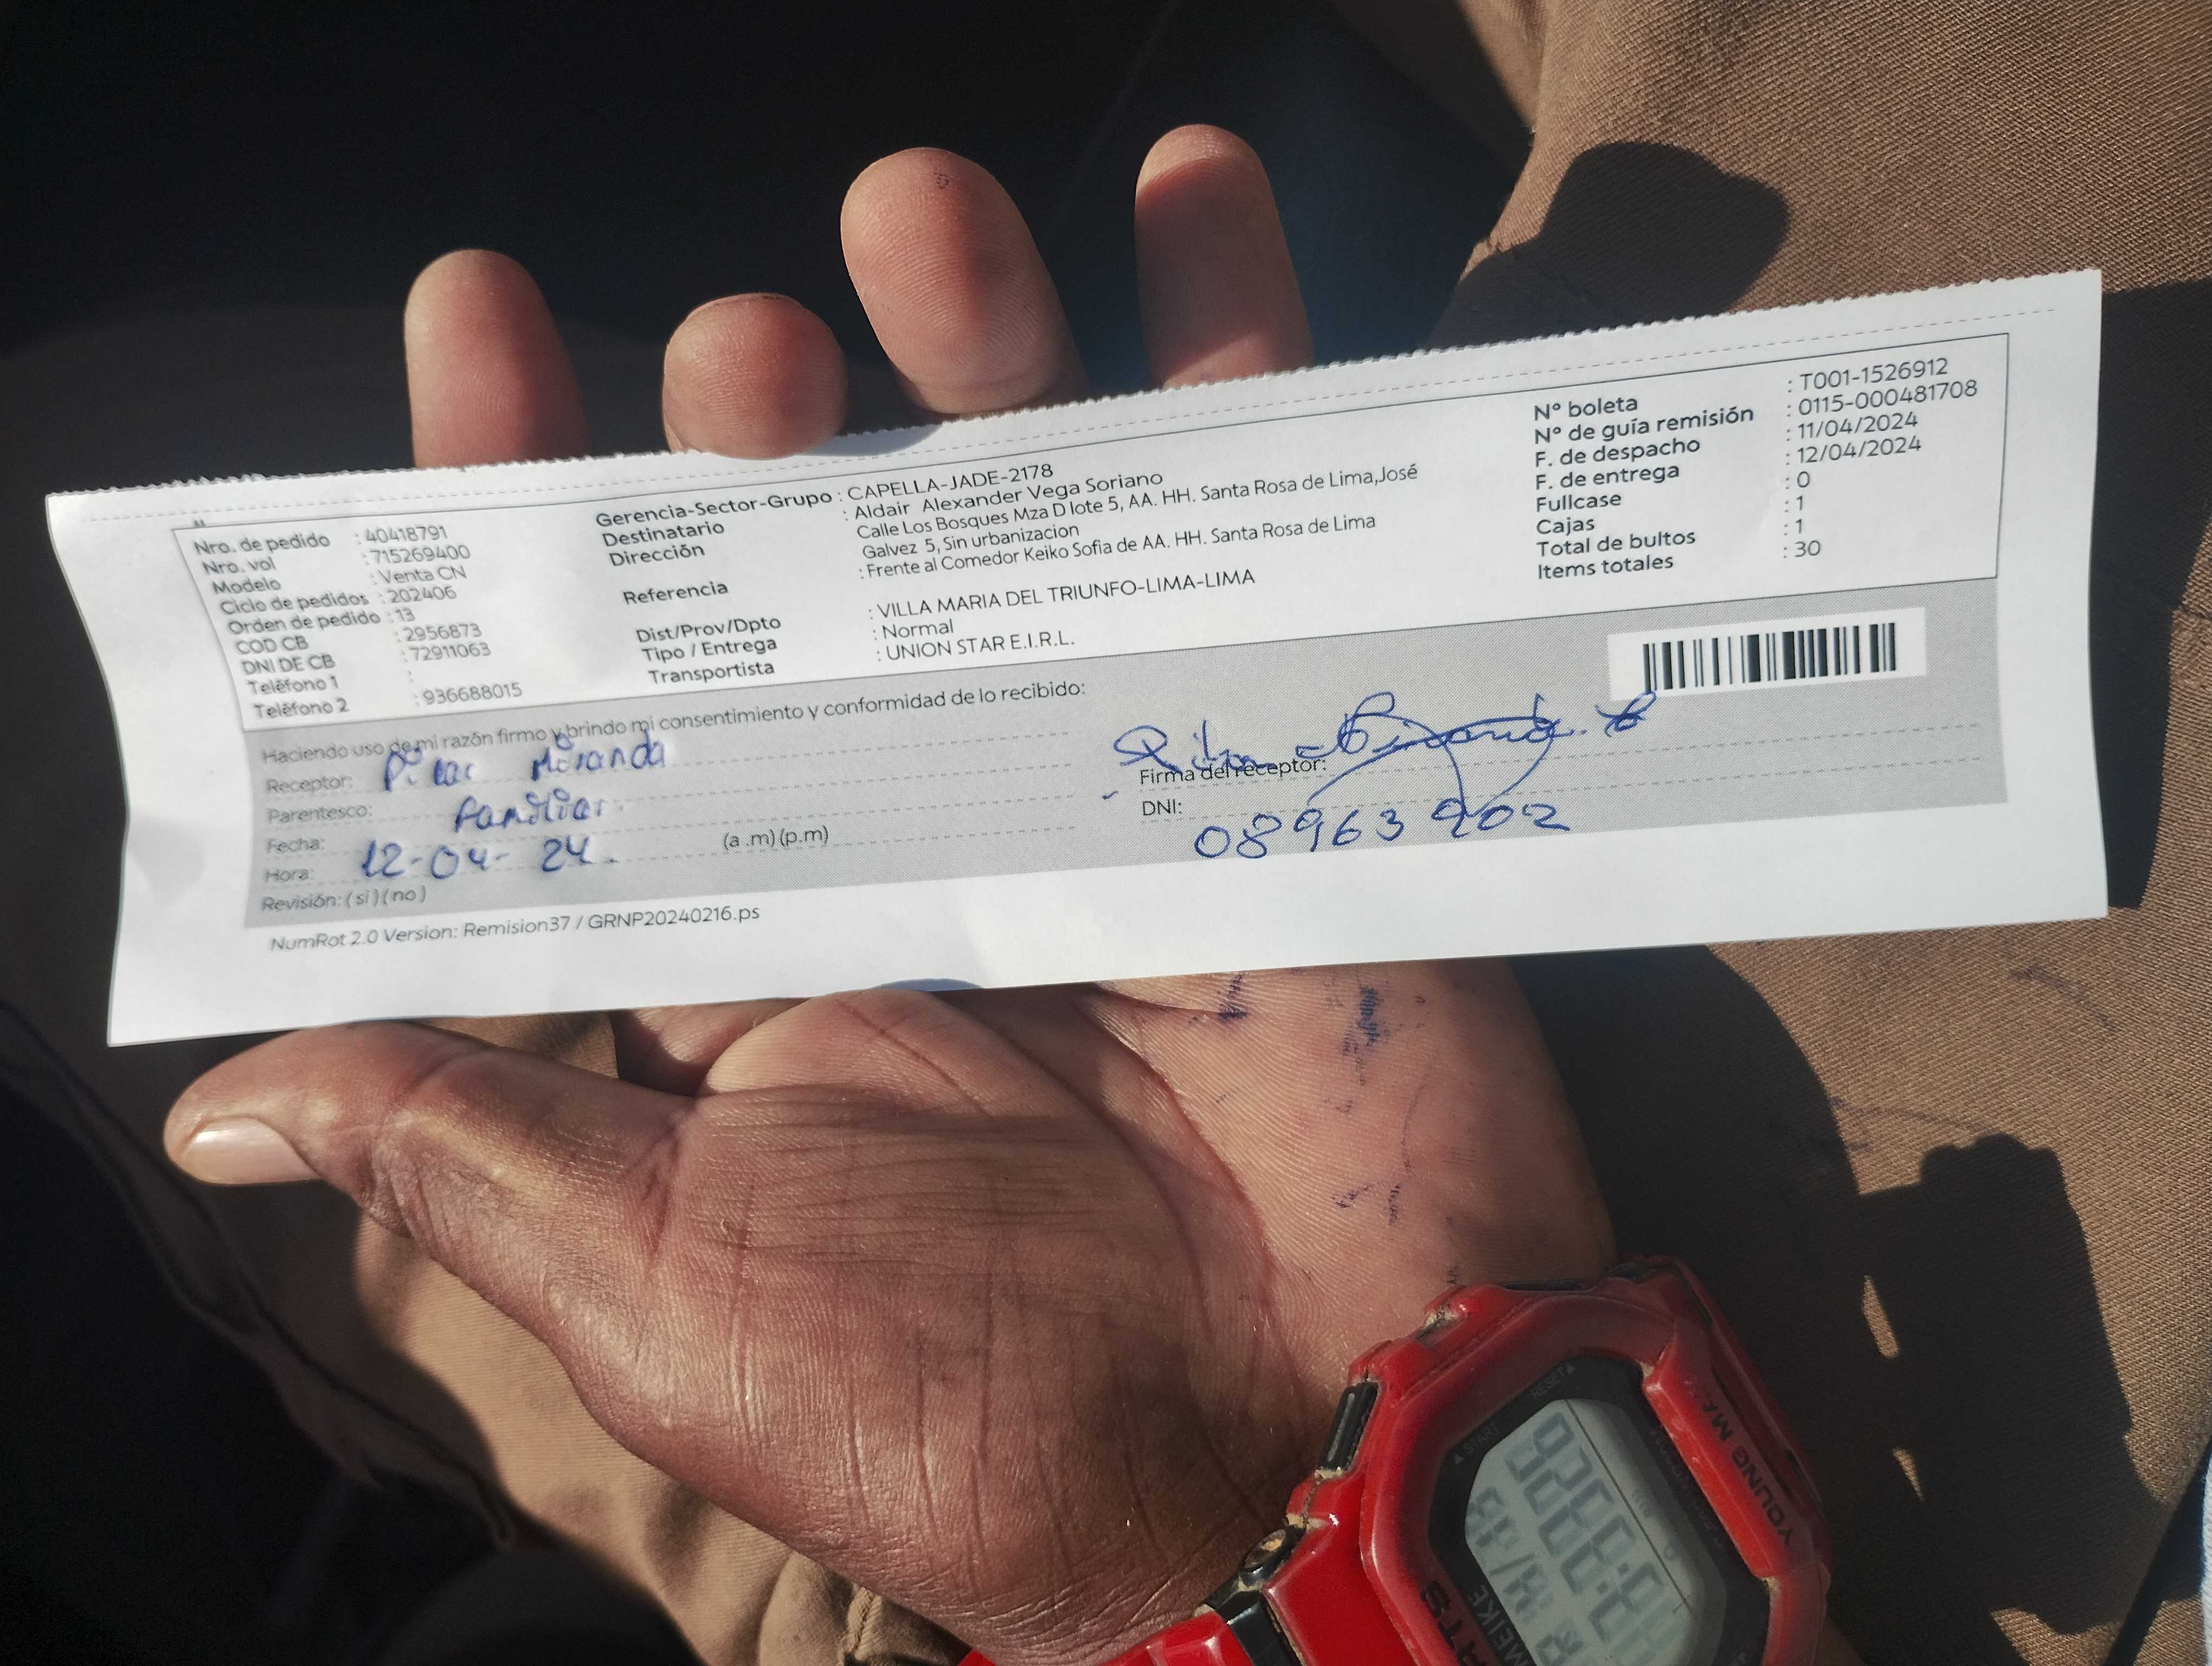 Nro. de pedido : 40418791
Nro. vol : 715269400
Modelo : Venta CN
Ciclo de pedidos : 202406
Orden de pedido : 13
COD CB : 2956873
DNI DE CB : 72911063
Teléfono 1 :
Teléfono 2 : 936688015
Gerencia-Sector-Grupo : CAPELLA-JADE-2178
Destinatario : Aldair Alexander Vega Soriano
Dirección Calle Los Bosques Mza D lote 5, AA. HH. Santa Rosa de Lima,José
Galvez 5, Sin urbanizacion
Referencia : Frente al Comedor Keiko Sofia de AA. HH. Santa Rosa de Lima
Dist/Prov/Dpto : VILLA MARIA DEL TRIUNFO-LIMA-LIMA
Tipo / Entrega : Normal
Transportista : UNION STAR E.I.R.L.
N° boleta : T001-1526912
N° de guía remisión : 0115-000481708
F. de despacho : 11/04/2024
F. de entrega : 12/04/2024
Fullcase : 0
Cajas : 1
Total de bultos : 1
Items totales : 30
Haciendo uso de mi razón firmo y brindo mi consentimiento y conformidad de lo recibido:
Receptor: Pilar Miranda
Parentesco: Familiar
Fecha: 12-04-24.
Hora: (a.m) (p.m)
Revisión: (si) (no)
Firma del receptor:
DNI: 08963202
NumRot 2.0 Version: Remision37 / GRNP20240216.ps
RESET
START
YOUNG MAX